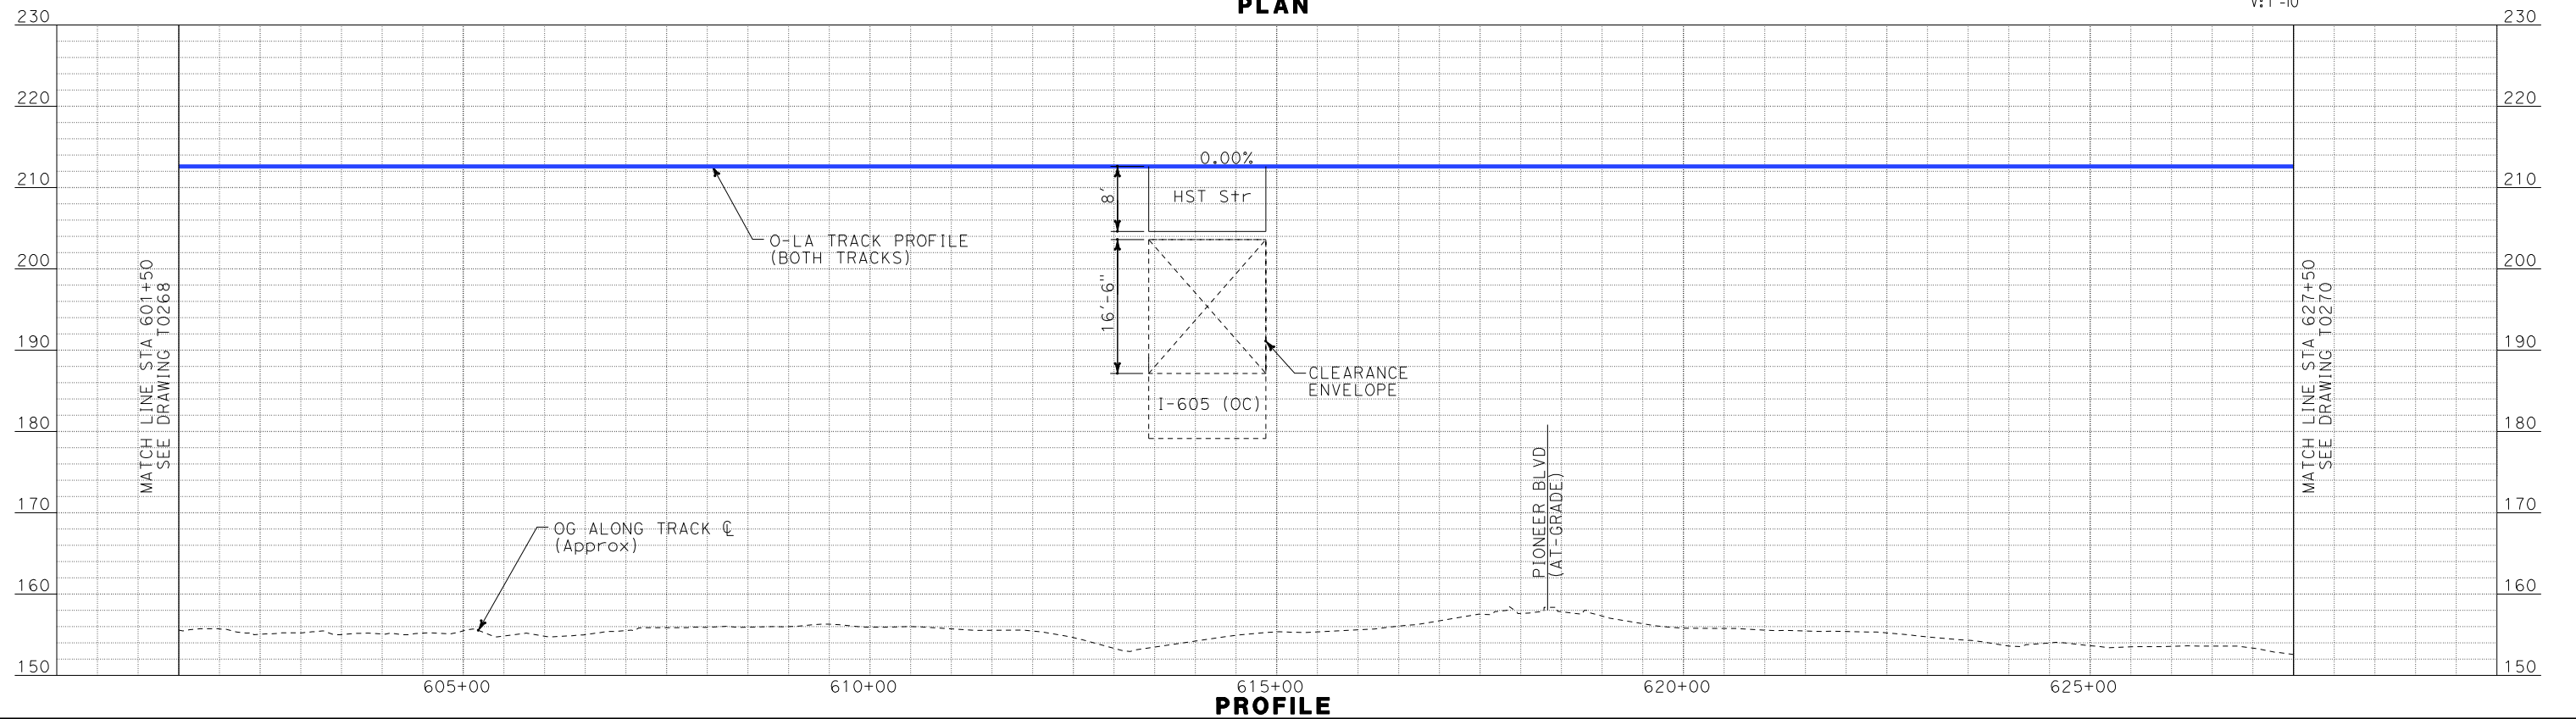 PLAN
V:1"=10'
230
230
220
220
210
210
200
200
190
190
180
180
170
170
160
160
150
150
0.00%
HST Str
8'
O-LA TRACK PROFILE
(BOTH TRACKS)
16'-6"
CLEARANCE
ENVELOPE
I-605 (OC)
MATCH LINE STA 601+50
SEE DRAWING T0268
MATCH LINE STA 627+50
SEE DRAWING T0270
PIONEER BLVD
(AT-GRADE)
OG ALONG TRACK ℄
(Approx)
605+00
610+00
615+00
620+00
625+00
PROFILE